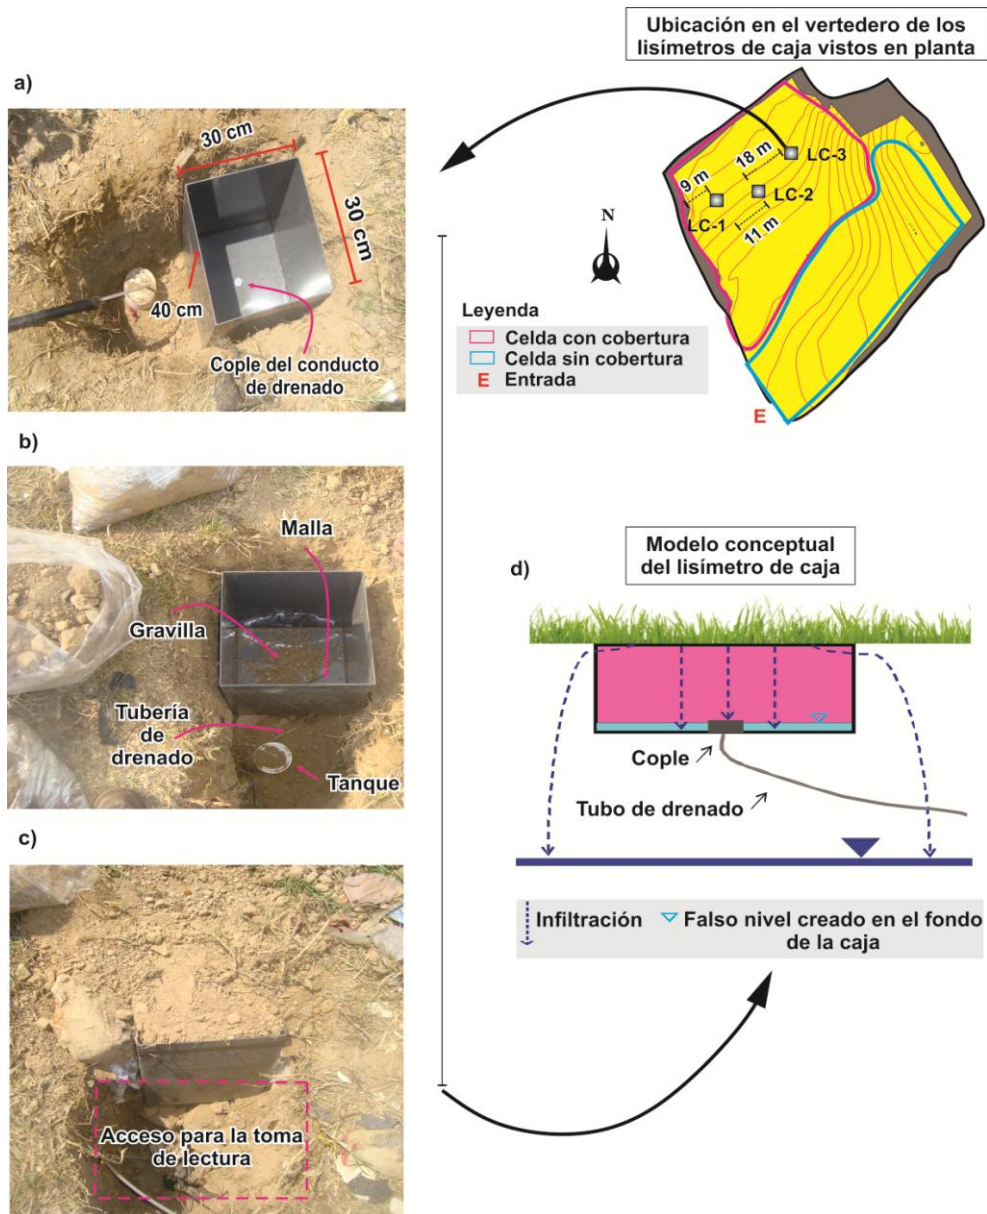 Ubicación en el vertedero de los
lisímetros de caja vistos en planta
a)
30 cm
30 cm
40 cm
Cople del conducto
de drenado
LC-3
18 m
9 m
LC-2
LC-1
11 m
N
Leyenda
Celda con cobertura
Celda sin cobertura
E Entrada
E
b)
Malla
Gravilla
Tubería
de
drenado
Tanque
d)
Modelo conceptual
del lisímetro de caja
Cople
Tubo de drenado
Infiltración
Falso nivel creado en el fondo
de la caja
c)
Acceso para la toma
de lectura